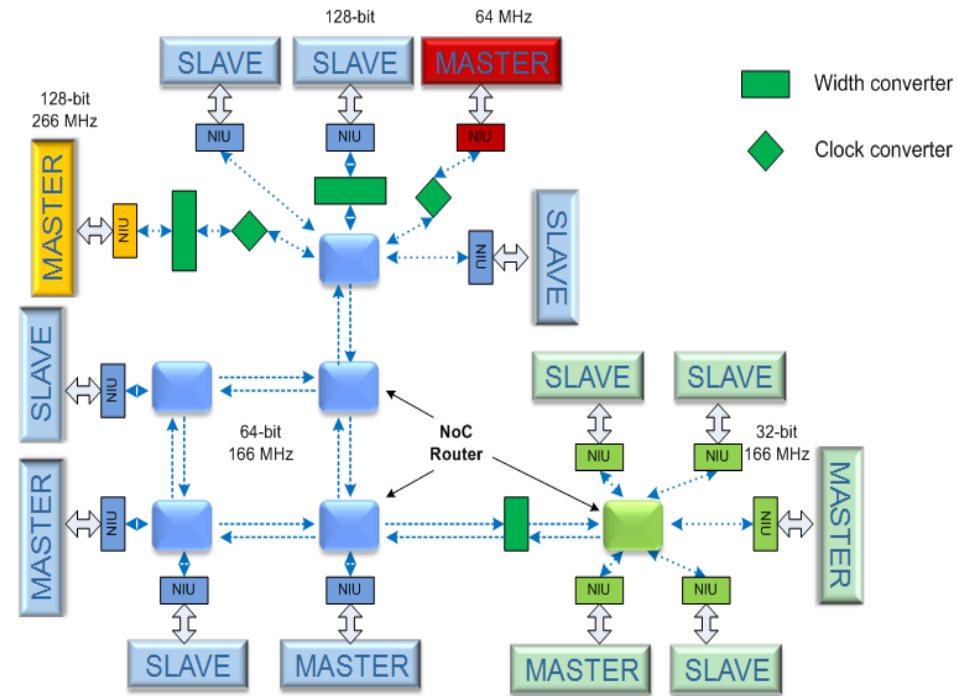 128-bit
64 MHz
SLAVE
SLAVE
MASTER
Width converter
128-bit
266 MHz
NIU
NIU
NIU
Clock converter
MASTER
NIU
NIU
SLAVE
SLAVE
NIU
SLAVE
SLAVE
64-bit
166 MHz
NoC
Router
NIU
NIU
32-bit
166 MHz
MASTER
NIU
NIU
MASTER
NIU
NIU
NIU
NIU
SLAVE
MASTER
MASTER
SLAVE